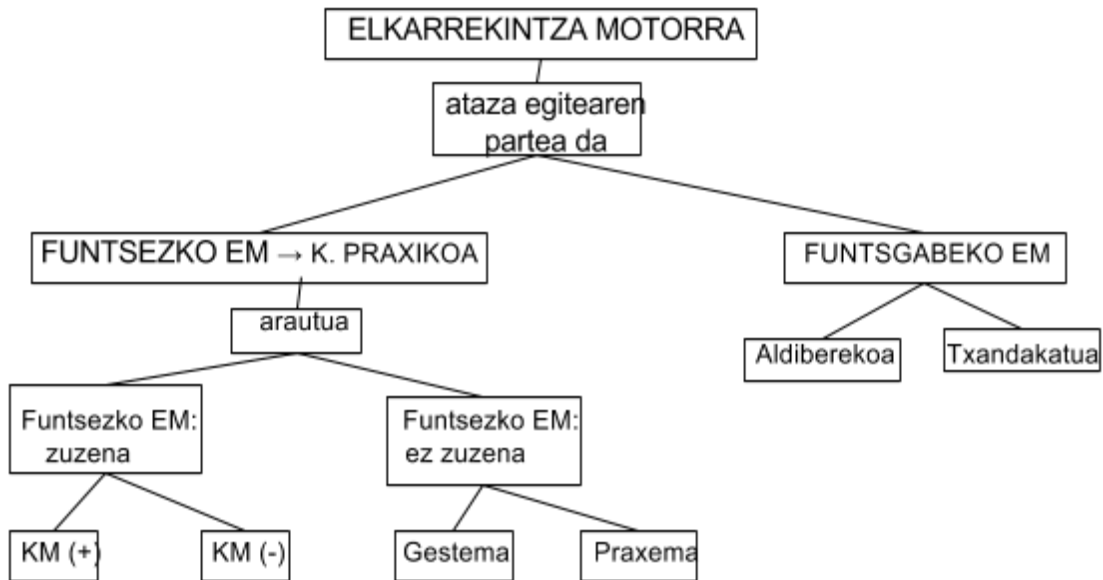 ELKARREKINTZA MOTORRA
ataza egitearen
partea da
FUNTSEZKO EM → K. PRAXIKOA
FUNTSGABEKO EM
arautua
Aldiberekoa
Txandakatua
Funtsezko EM:
zuzena
Funtsezko EM:
ez zuzena
KM (+)
KM (-)
Gestema
Praxema